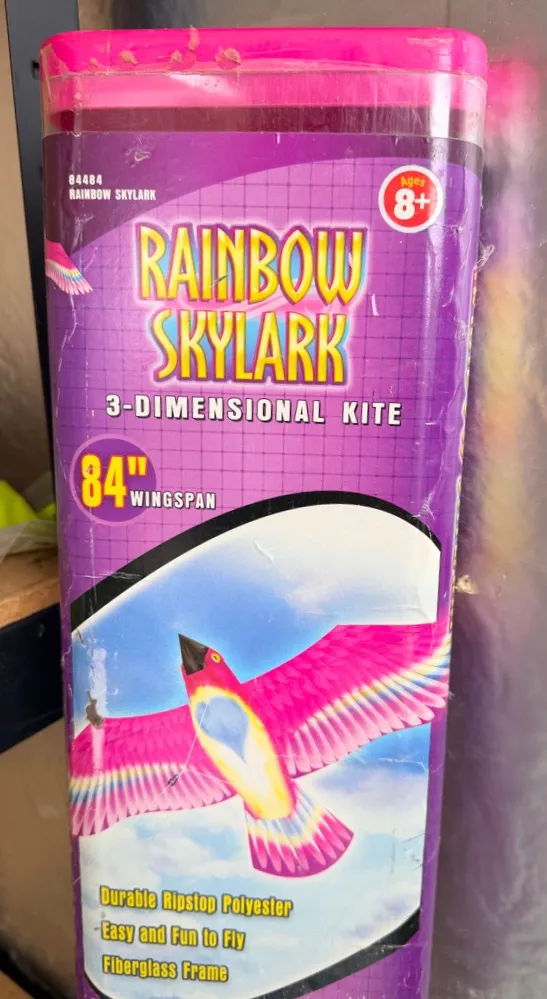 84484
RAINBOW SKYLARK
Ages
8+
RAINBOW
SKYLARK
3-DIMENSIONAL KITE
84"
WINGSPAN
Durable Ripstop Polyester
Easy and Fun to Fly
Fiberglass Frame